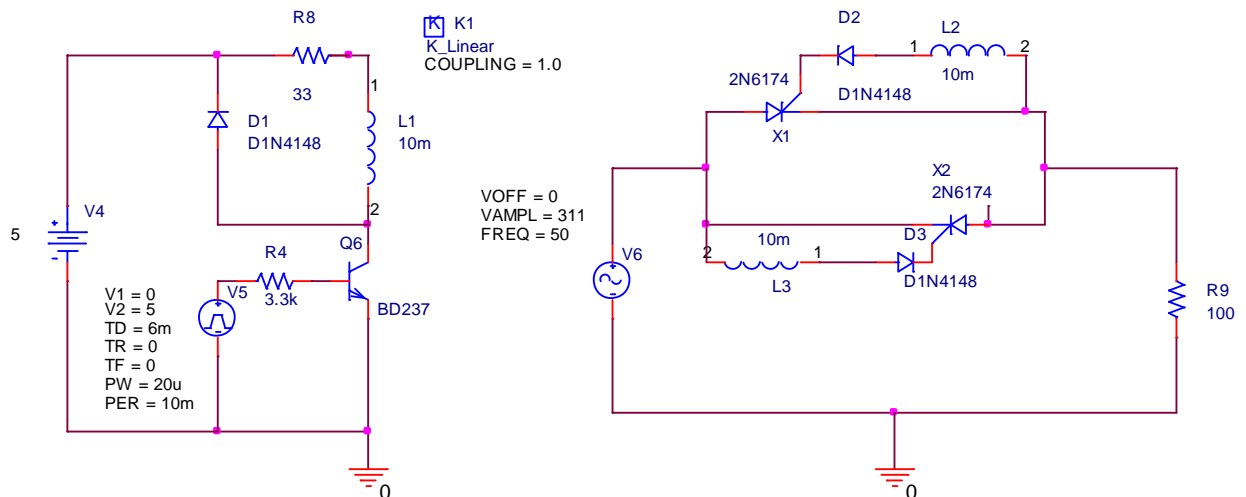 R8
33
K K1
K_Linear
COUPLING = 1.0
D1
D1N4148
1
L1
10m
2
V4
5
Q6
R4
3.3k
V5
BD237
V1 = 0
V2 = 5
TD = 6m
TR = 0
TF = 0
PW = 20u
PER = 10m
0
D2
L2
1
2
10m
2N6174
D1N4148
X1
X2
2N6174
VOFF = 0
VAMPL = 311
FREQ = 50
V6
10m
2
1
L3
D3
D1N4148
R9
100
0